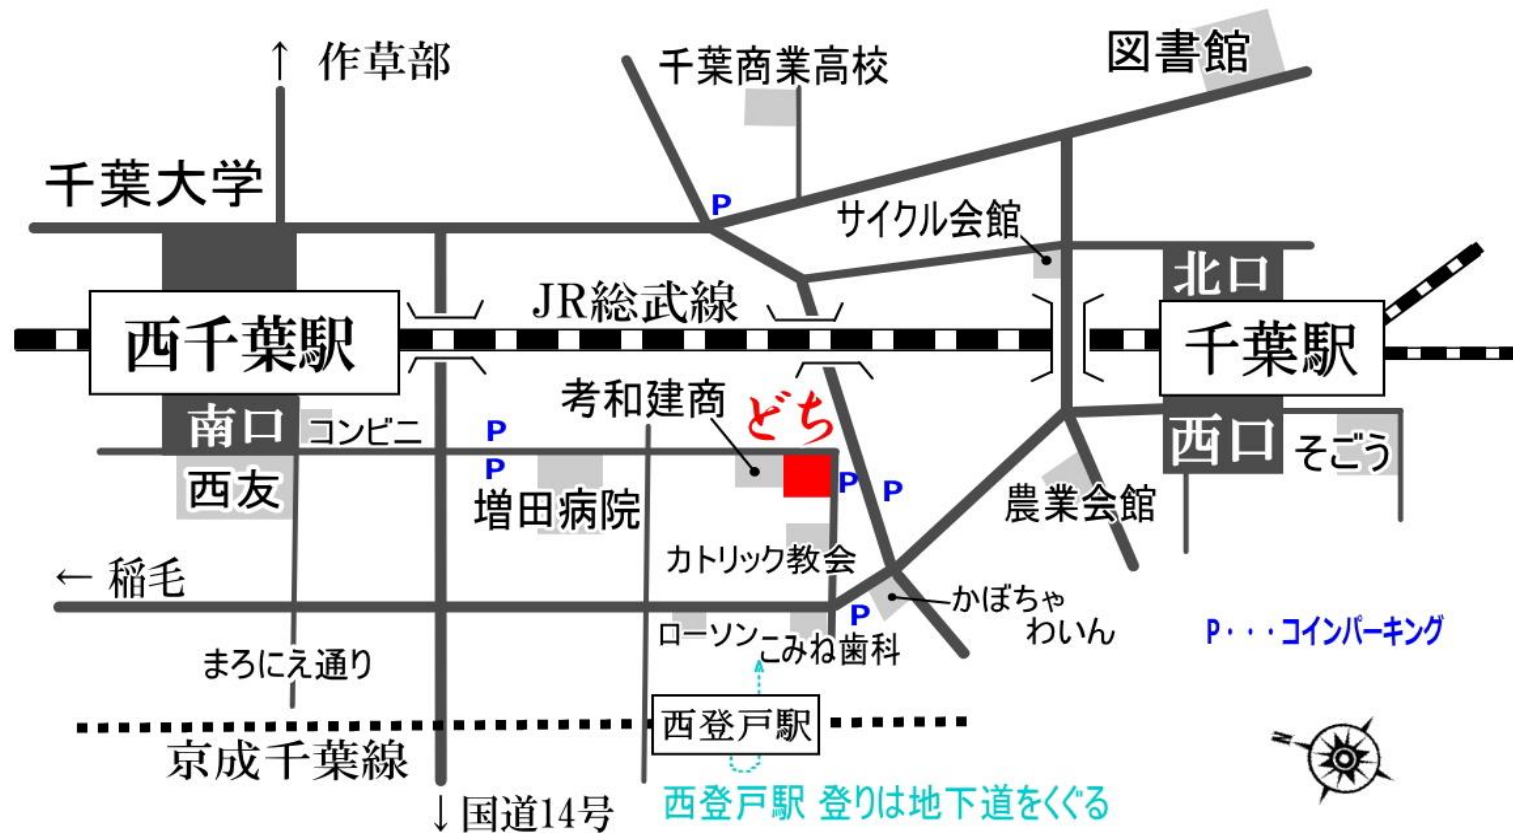 ↑ 作草部
千葉商業高校
図書館
千葉大学
P
サイクル会館
北口
JR総武線
西千葉駅
千葉駅
考和建商
どち
南口
コンビニ
P
西口
そごう
P
西友
増田病院
P
P
農業会館
カトリック教会
← 稲毛
かぼちゃ
わいん
P
ローソン
こみね歯科
P・・・コインパーキング
まろにえ通り
西登戸駅
京成千葉線
N
西登戸駅 登りは地下道をくぐる
↓国道14号